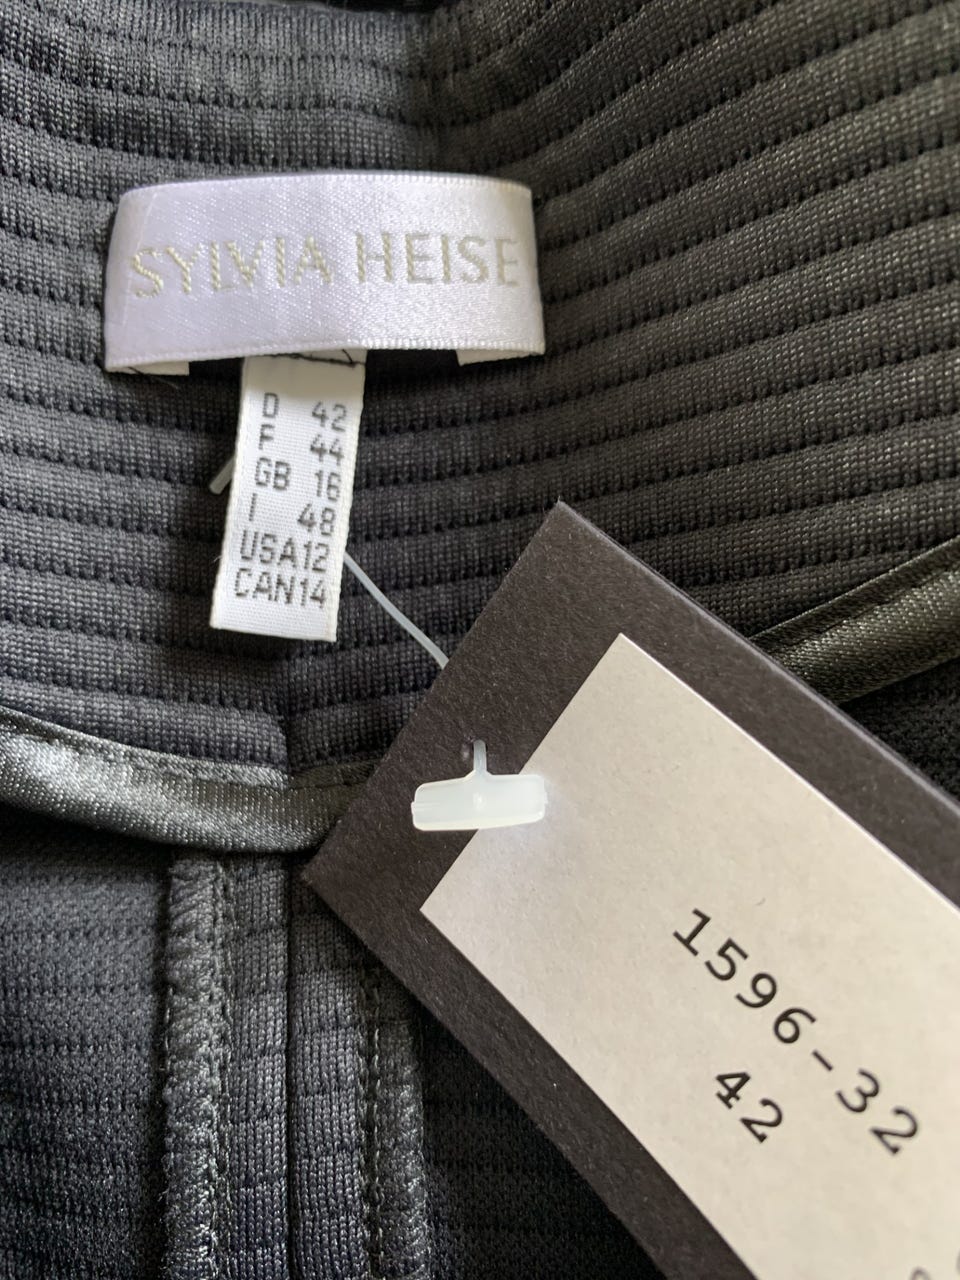 SYLVIA HEISE
D 42
F 44
GB 16
I 48
USA12
CAN14
1596-32
42